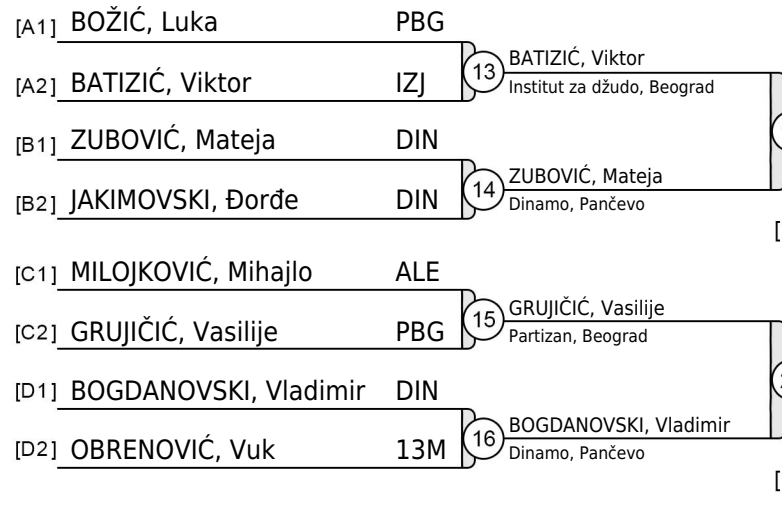 [A1] BOŽIĆ, Luka PBG
[A2] BATIZIĆ, Viktor IZJ
13 BATIZIĆ, Viktor
Institut za džudo, Beograd
[B1] ZUBOVIĆ, Mateja DIN
[B2] JAKIMOVSKI, Đorđe DIN
14 ZUBOVIĆ, Mateja
Dinamo, Pančevo
[
[C1] MILOJKOVIĆ, Mihajlo ALE
[C2] GRUJIČIĆ, Vasilije PBG
15 GRUJIČIĆ, Vasilije
Partizan, Beograd
[D1] BOGDANOVSKI, Vladimir DIN
[D2] OBRENOVIĆ, Vuk 13M
16 BOGDANOVSKI, Vladimir
Dinamo, Pančevo
[